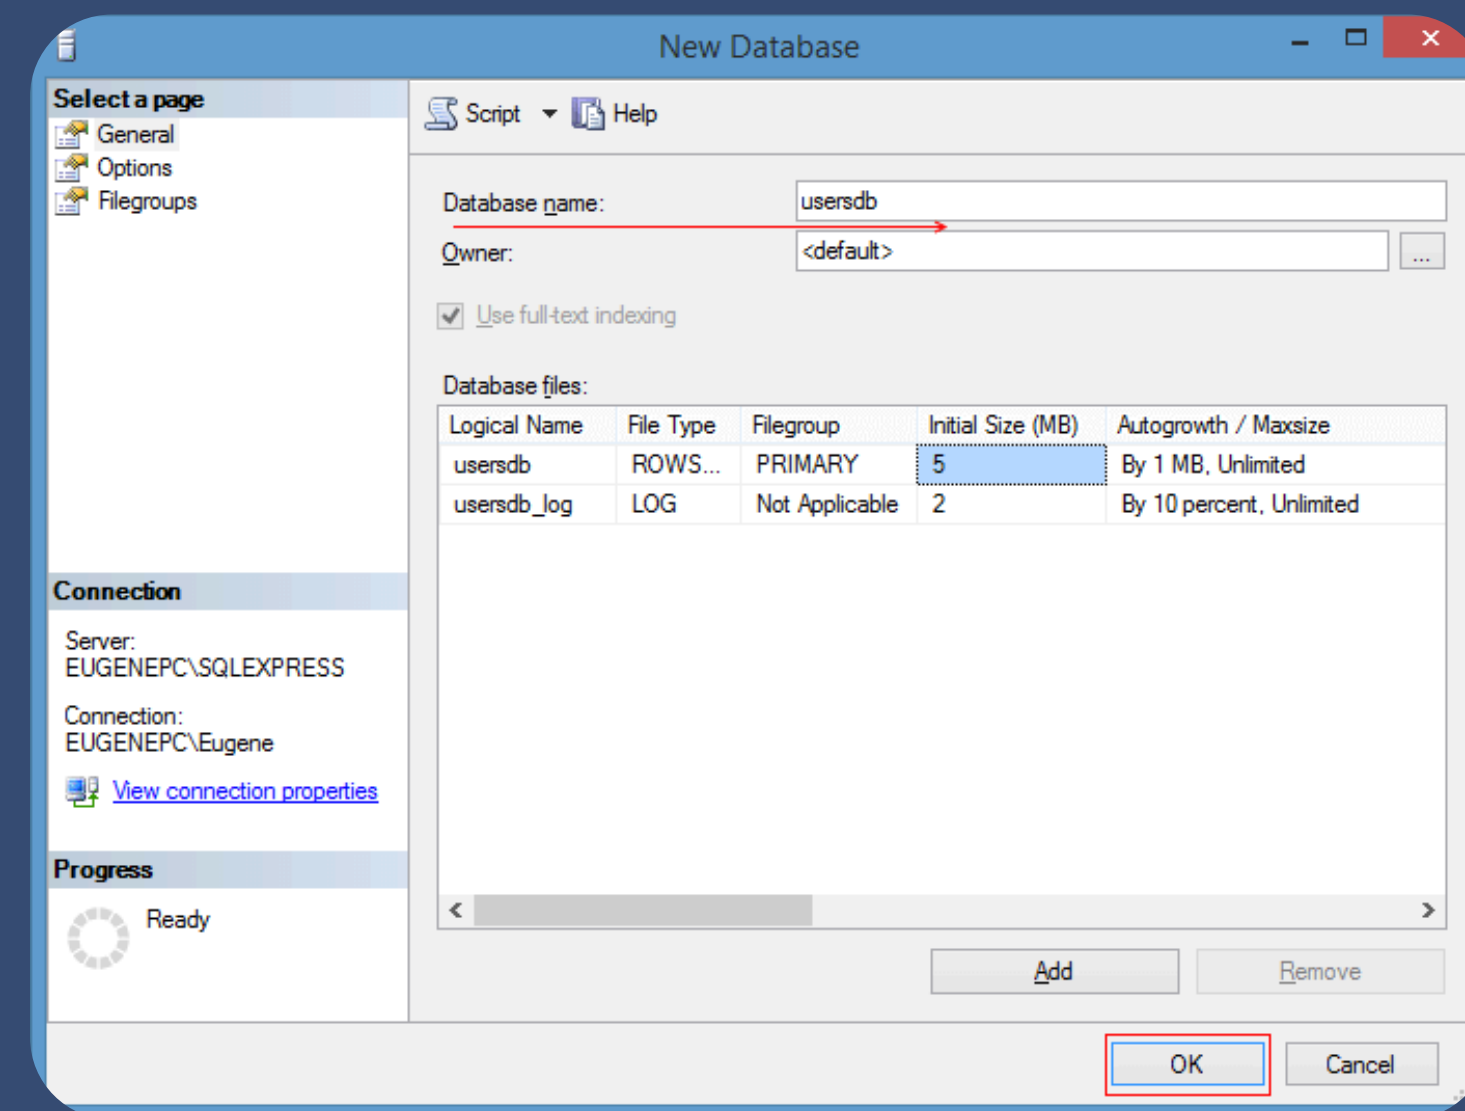 New Database
Select a page
General
Options
Filegroups
Script Help
Database name: usersdb
Owner: <default> ...
Use full-text indexing
Database files:
Logical Name File Type Filegroup Initial Size (MB) Autogrowth / Maxsize
usersdb ROWS... PRIMARY 5 By 1 MB, Unlimited
usersdb_log LOG Not Applicable 2 By 10 percent, Unlimited
Connection
Server:
EUGENEPC\SQLEXPRESS
Connection:
EUGENEPC\Eugene
View connection properties
Progress
Ready
Add Remove
OK Cancel